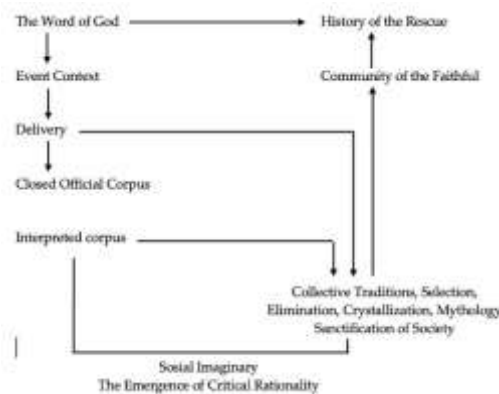 The Word of God
History of the Rescue
Event Context
Community of the Faithful
Delivery
Closed Official Corpus
Interpreted corpus
Collective Traditions, Selection,
Elimination, Crystallization, Mythology
Sanctification of Society
Sosial Imaginary
The Emergence of Critical Rationality